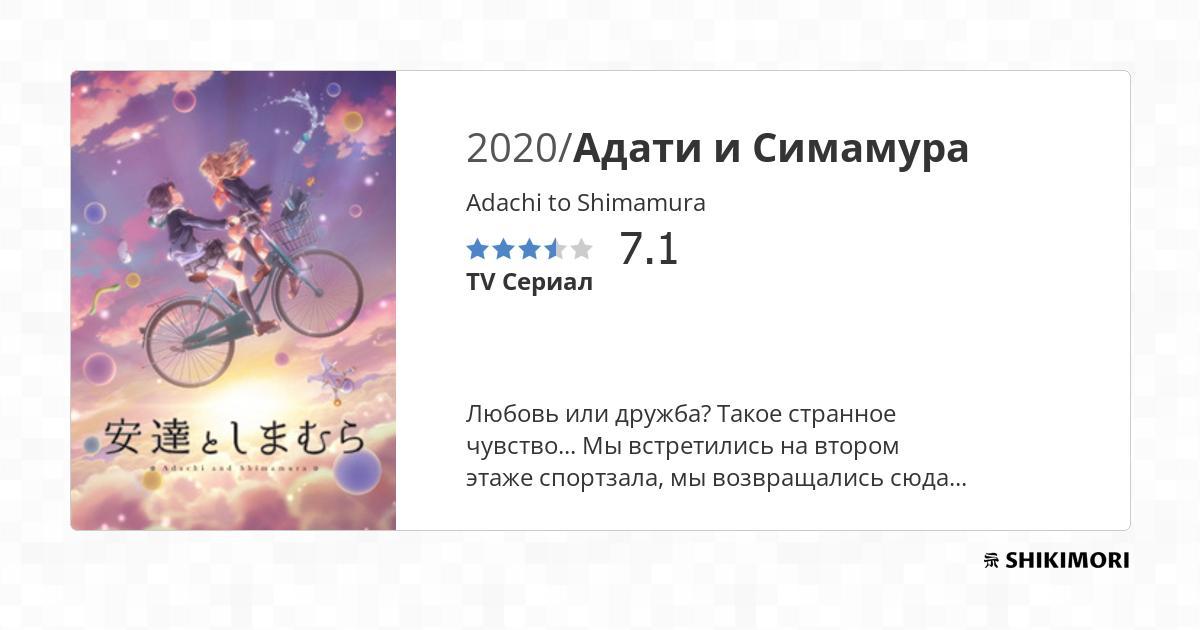 安達としまむら
Adachi and Shimamura
2020/Адати и Симамура
Adachi to Shimamura
7.1
TV Сериал
Любовь или дружба? Такое странное
чувство... Мы встретились на втором
этаже спортзала, мы возвращались сюда...
SHIKIMORI